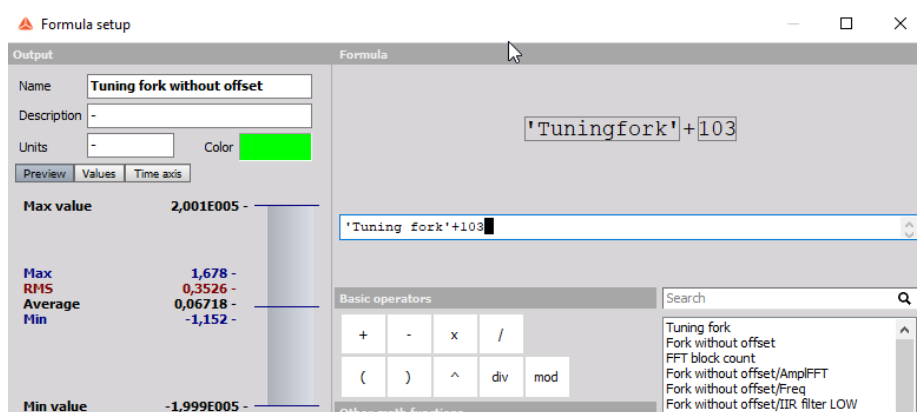 Formula setup
Output
Formula
Name Tuning fork without offset
Description -
Units - Color
Preview Values Time axis
'Tuningfork'+103
Max value 2,001E005 -
'Tuning fork'+103
Max 1,678 -
RMS 0,3526 -
Average 0,06718 -
Min -1,152 -
Min value -1,999E005 -
Basic operators
+ - x /
( ) ^ div mod
Other math functions
Search
Tuning fork
Fork without offset
FFT block count
Fork without offset/AmplFFT
Fork without offset/Freq
Fork without offset/IIR filter LOW